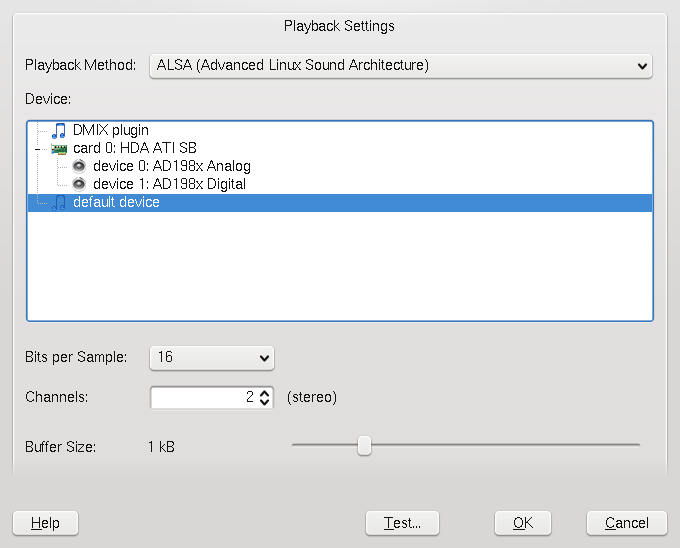 Playback Settings
Playback Method: ALSA (Advanced Linux Sound Architecture)
Device:
DMIX plugin
card 0: HDA ATI SB
device 0: AD198x Analog
device 1: AD198x Digital
default device
Bits per Sample: 16
Channels: 2 (stereo)
Buffer Size: 1 kB
Help Test... OK Cancel